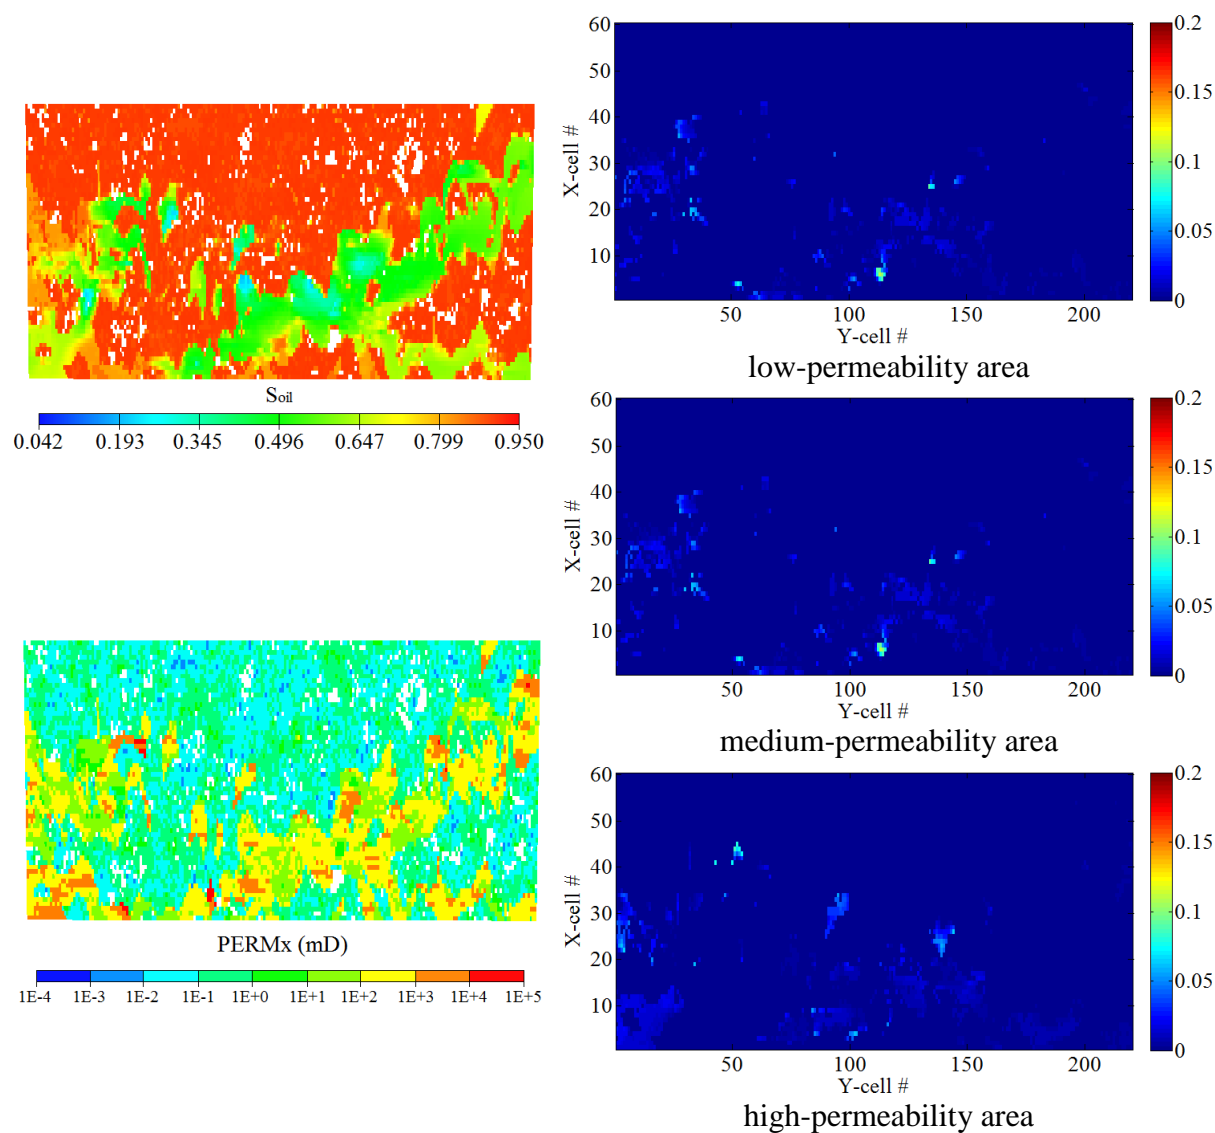 S_oil
0.042 0.193 0.345 0.496 0.647 0.799 0.950
PERMx (mD)
1E-4 1E-3 1E-2 1E-1 1E+0 1E+1 1E+2 1E+3 1E+4 1E+5
60
50
40
30
20
10
X-cell #
50 100 150 200
Y-cell #
0.2
0.15
0.1
0.05
0
low-permeability area
60
50
40
30
20
10
X-cell #
50 100 150 200
Y-cell #
0.2
0.15
0.1
0.05
0
medium-permeability area
60
50
40
30
20
10
X-cell #
50 100 150 200
Y-cell #
0.2
0.15
0.1
0.05
0
high-permeability area